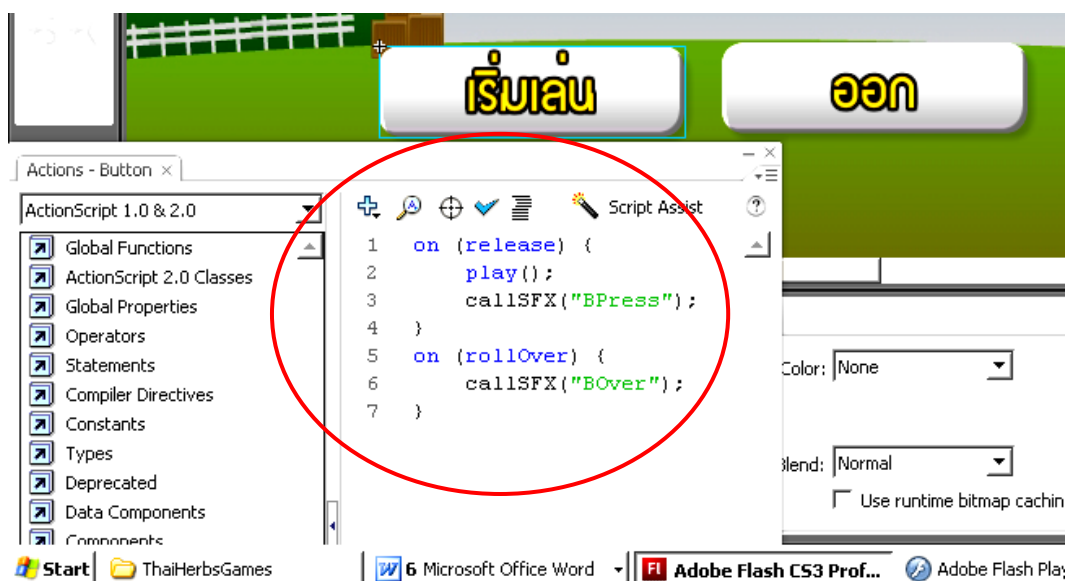 เริ่มเล่น
ออก
Actions - Button ×
ActionScript 1.0 & 2.0
Script Assist
Global Functions
ActionScript 2.0 Classes
Global Properties
Operators
Statements
Compiler Directives
Constants
Types
Deprecated
Data Components
Components
1 on (release) {
2 play();
3 callSFX("BPress");
4 }
5 on (rollOver) {
6 callSFX("BOver");
7 }
Color: None
Blend: Normal
Use runtime bitmap cachin
Start
ThaiHerbsGames
6 Microsoft Office Word
Adobe Flash CS3 Prof...
Adobe Flash Play